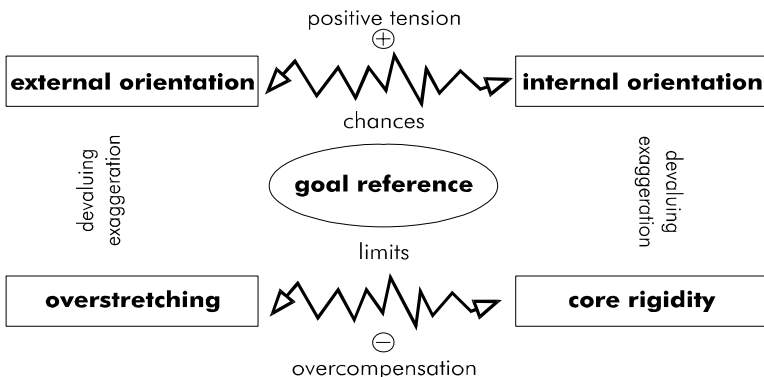 positive tension
+
external orientation
internal orientation
chances
devaluing
exaggeration
goal reference
devaluing
exaggeration
limits
overstretching
core rigidity
−
overcompensation